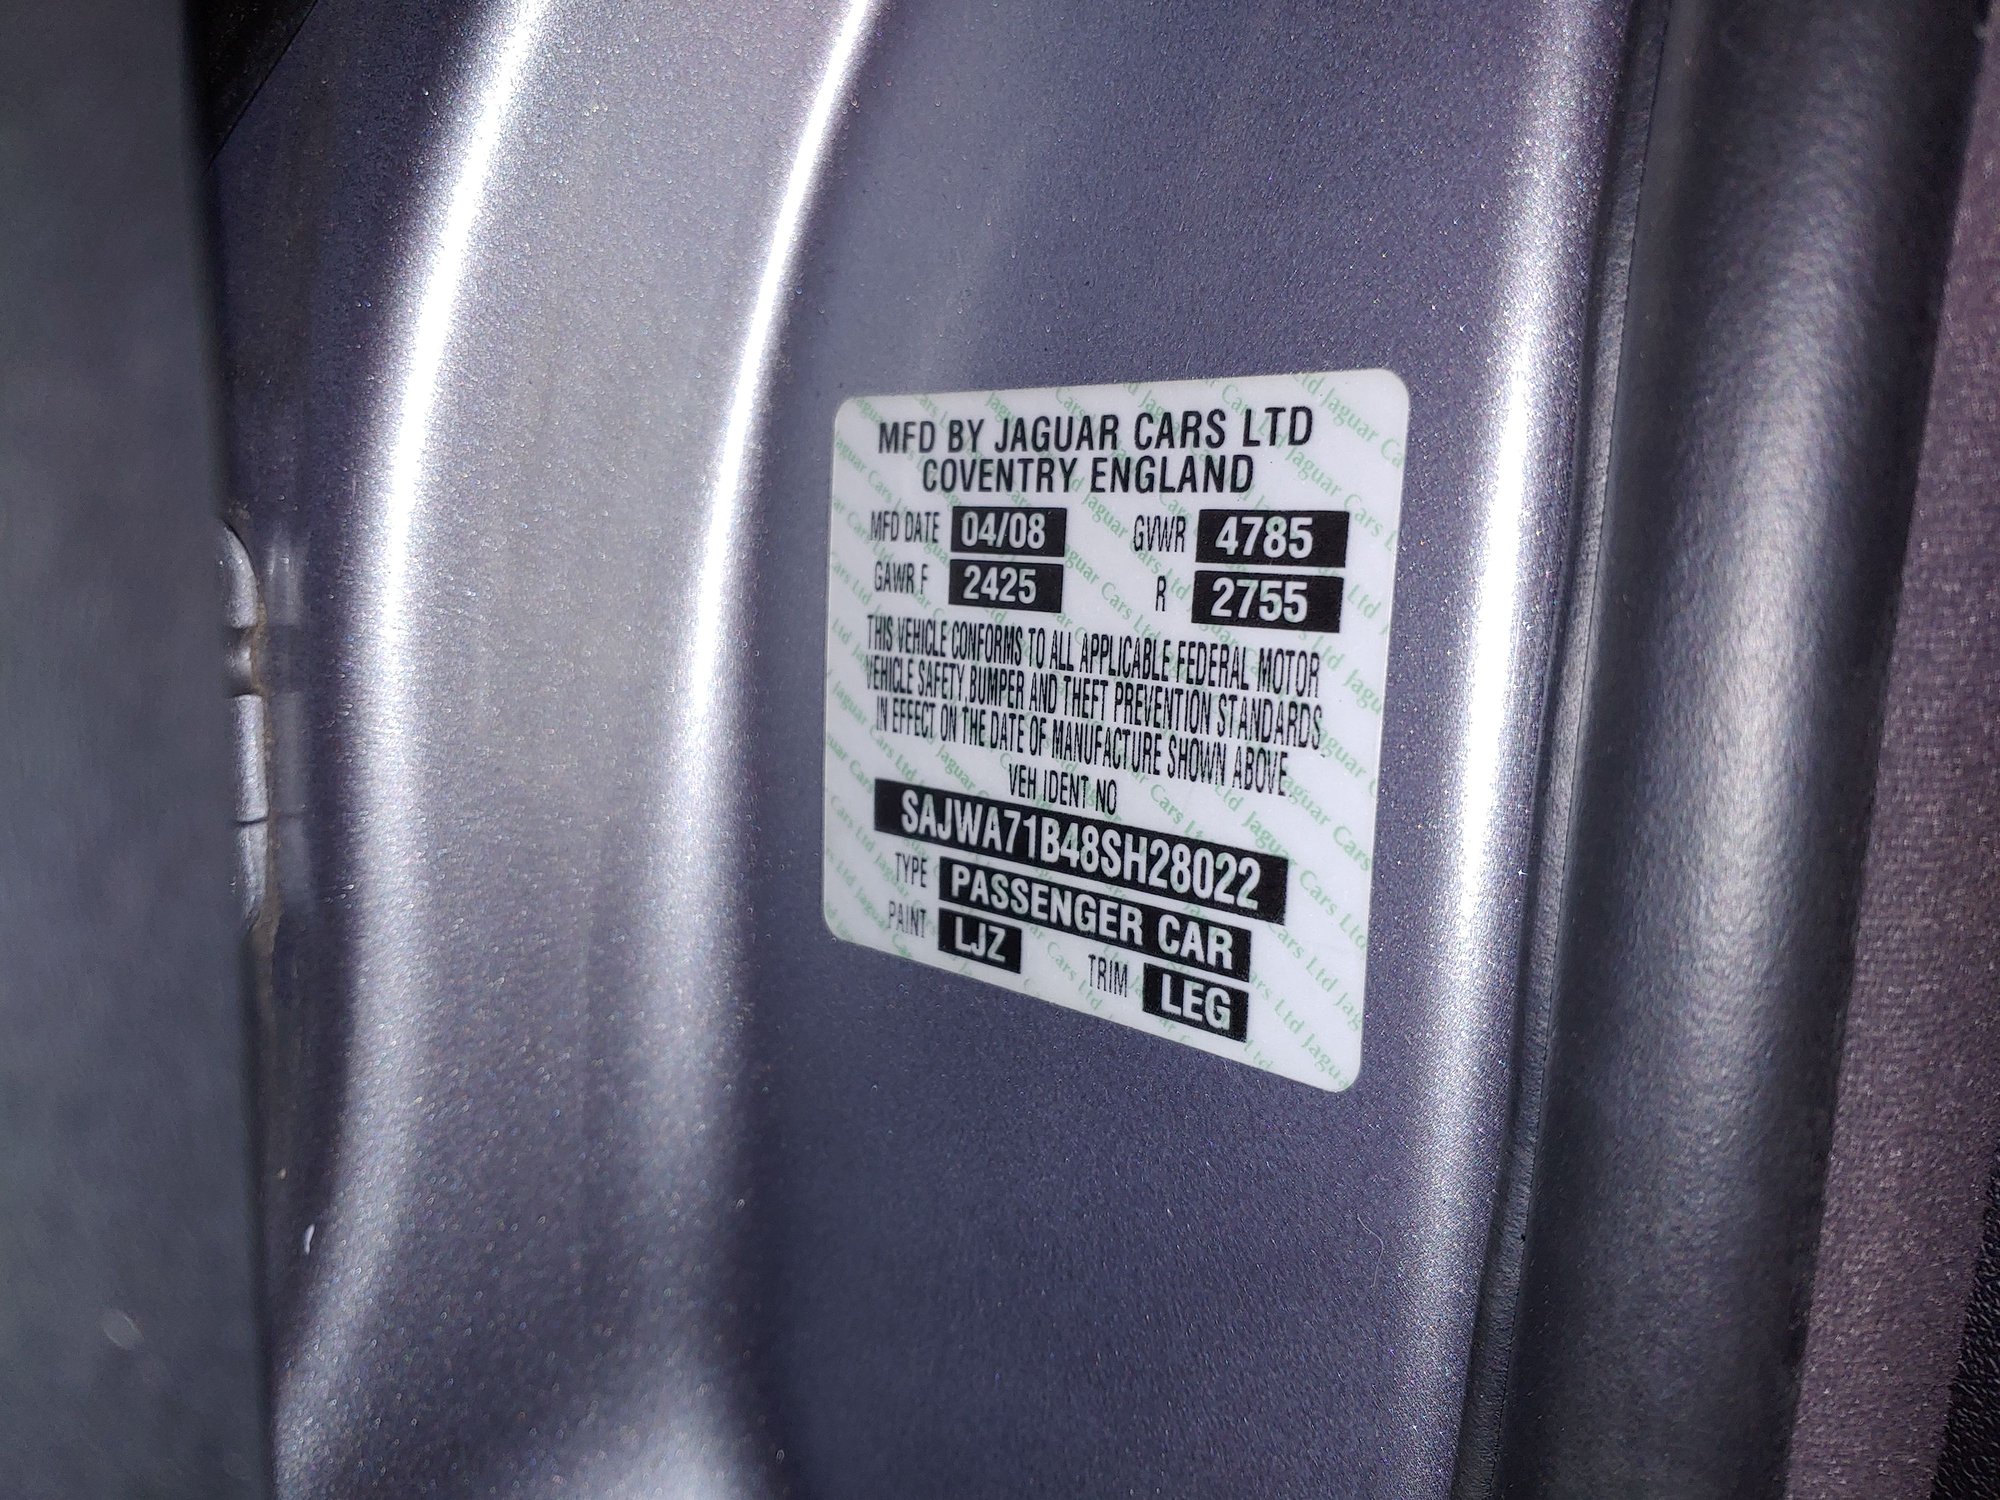 MFD BY JAGUAR CARS LTD
COVENTRY ENGLAND
MFD DATE 04/08 GVWR 4785
GAWR F 2425 R 2755
THIS VEHICLE CONFORMS TO ALL APPLICABLE FEDERAL MOTOR
VEHICLE SAFETY, BUMPER AND THEFT PREVENTION STANDARDS
IN EFFECT ON THE DATE OF MANUFACTURE SHOWN ABOVE.
VEH IDENT NO
SAJWA71B48SH28022
TYPE PASSENGER CAR
PAINT LJZ TRIM LEG